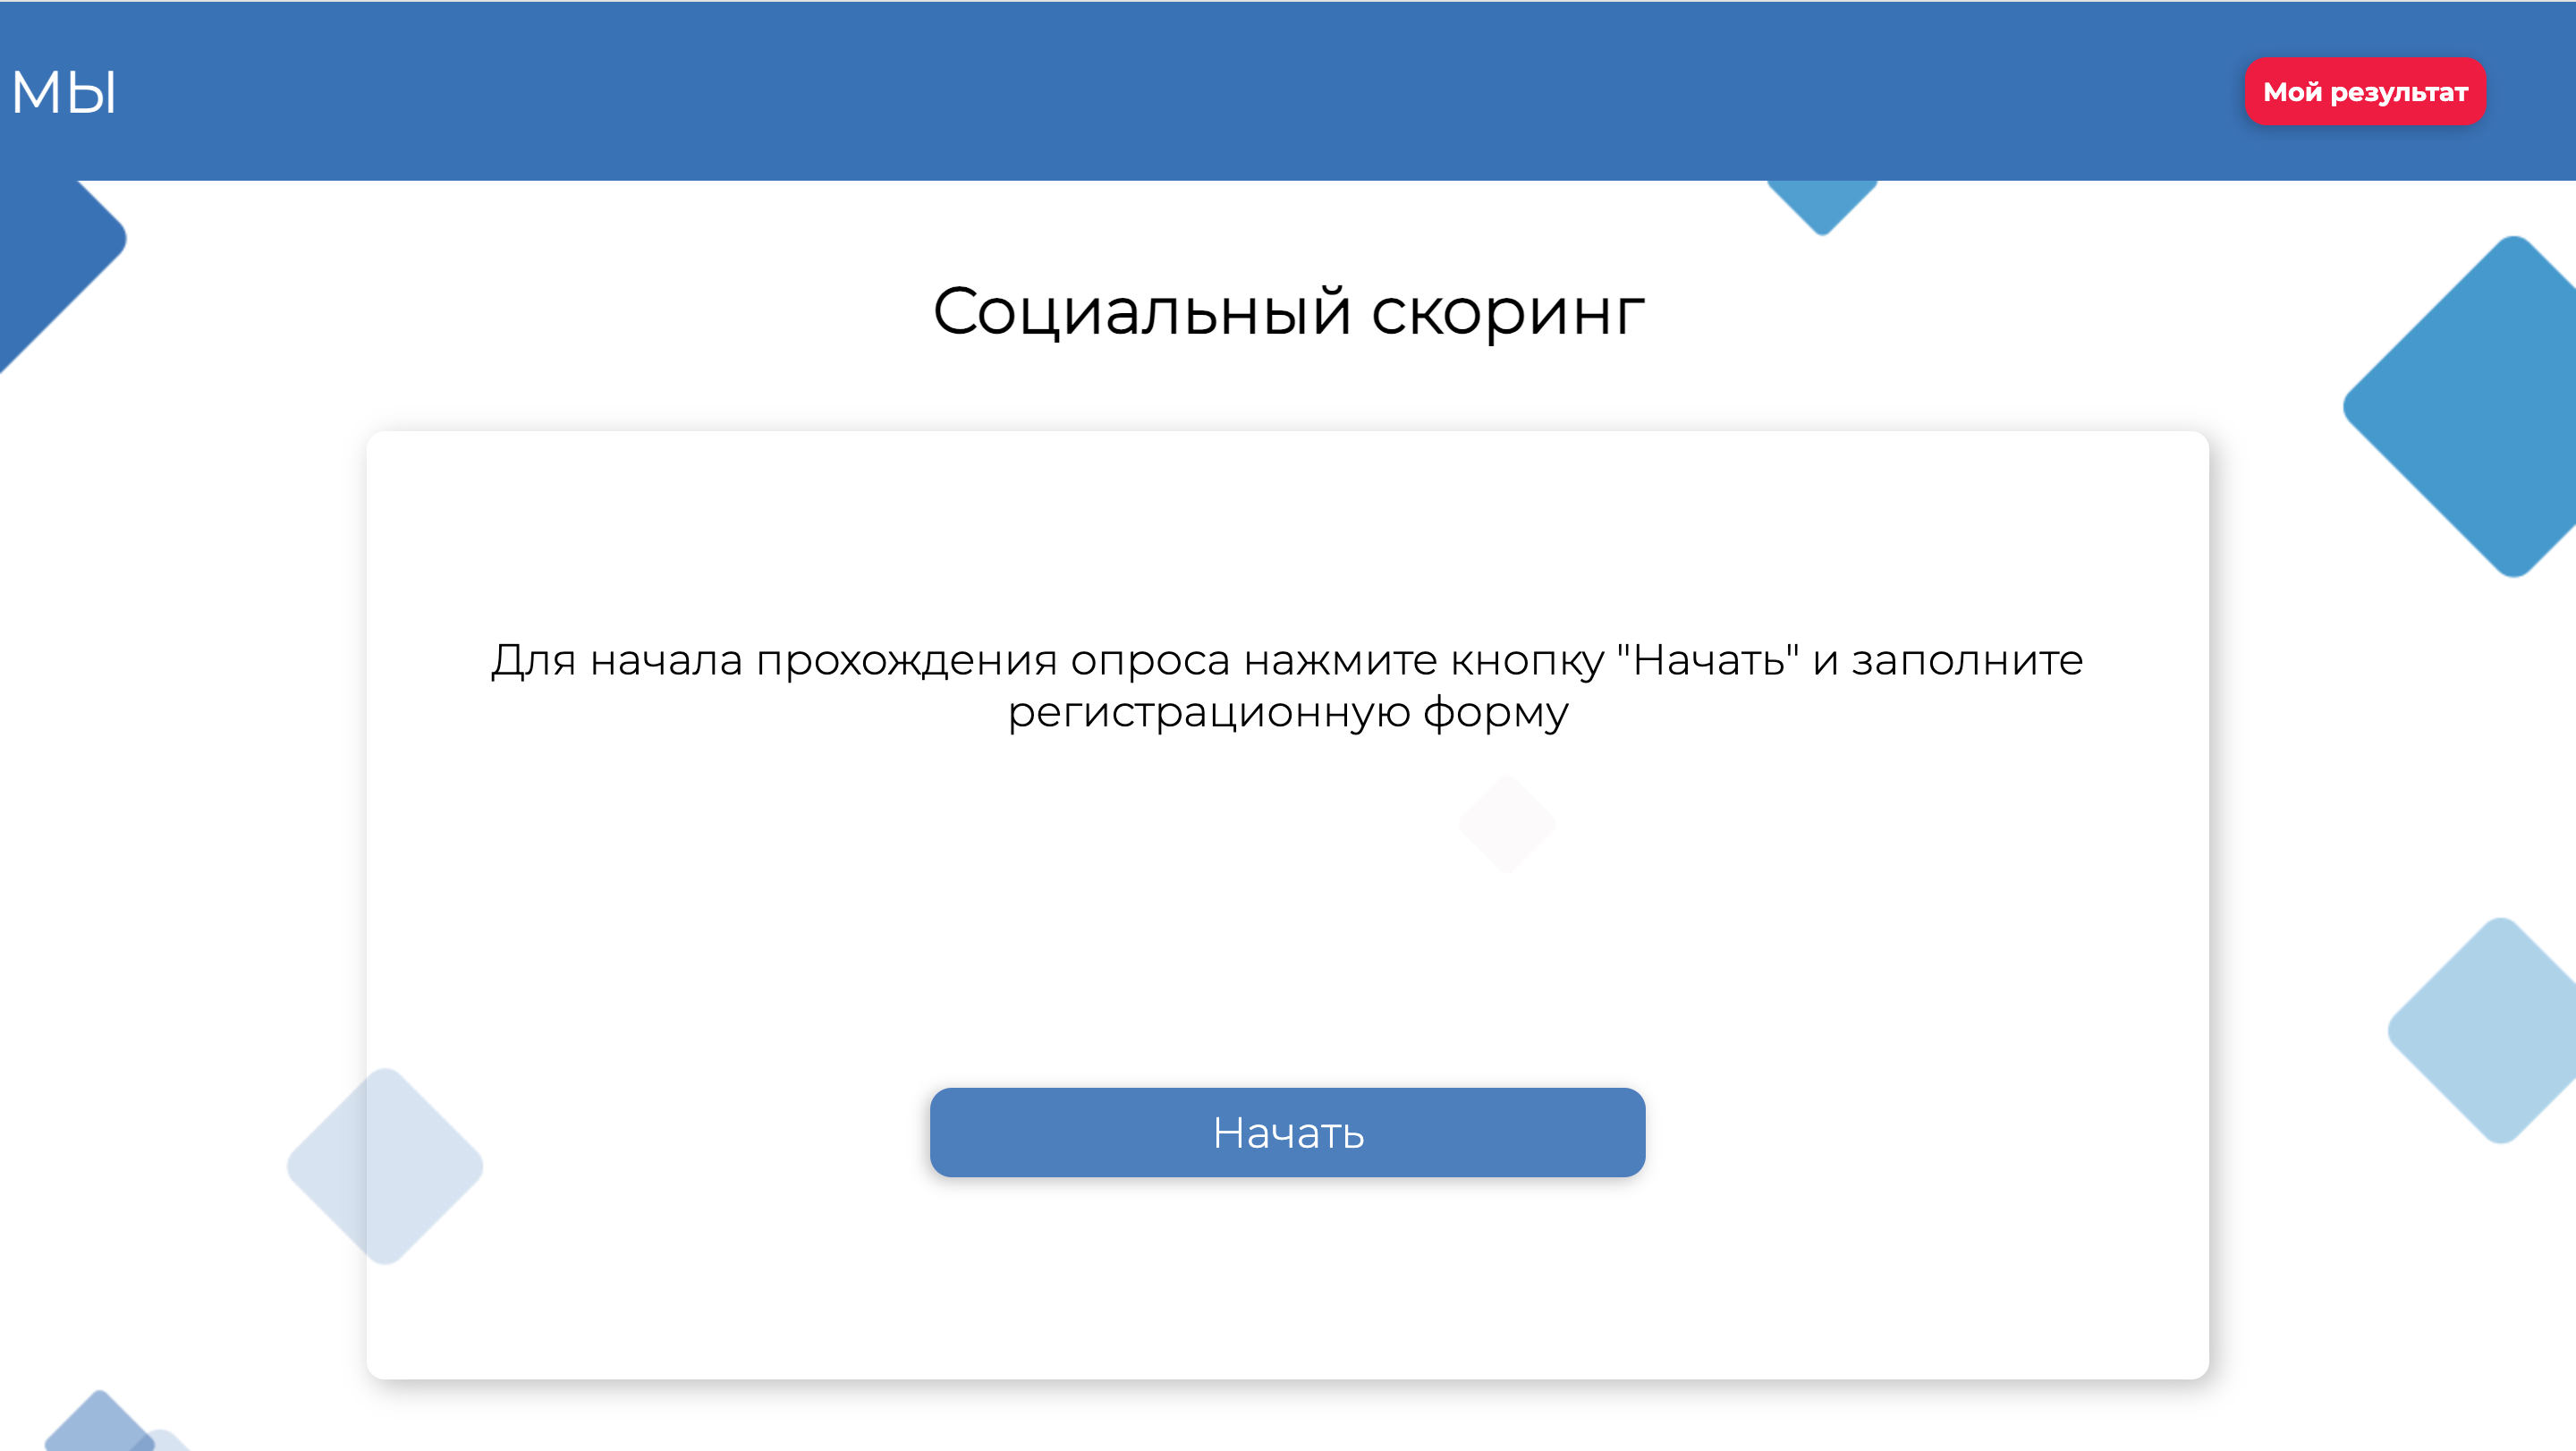 МЫ
Мой результат
Социальный скоринг
Для начала прохождения опроса нажмите кнопку "Начать" и заполните
регистрационную форму
Начать